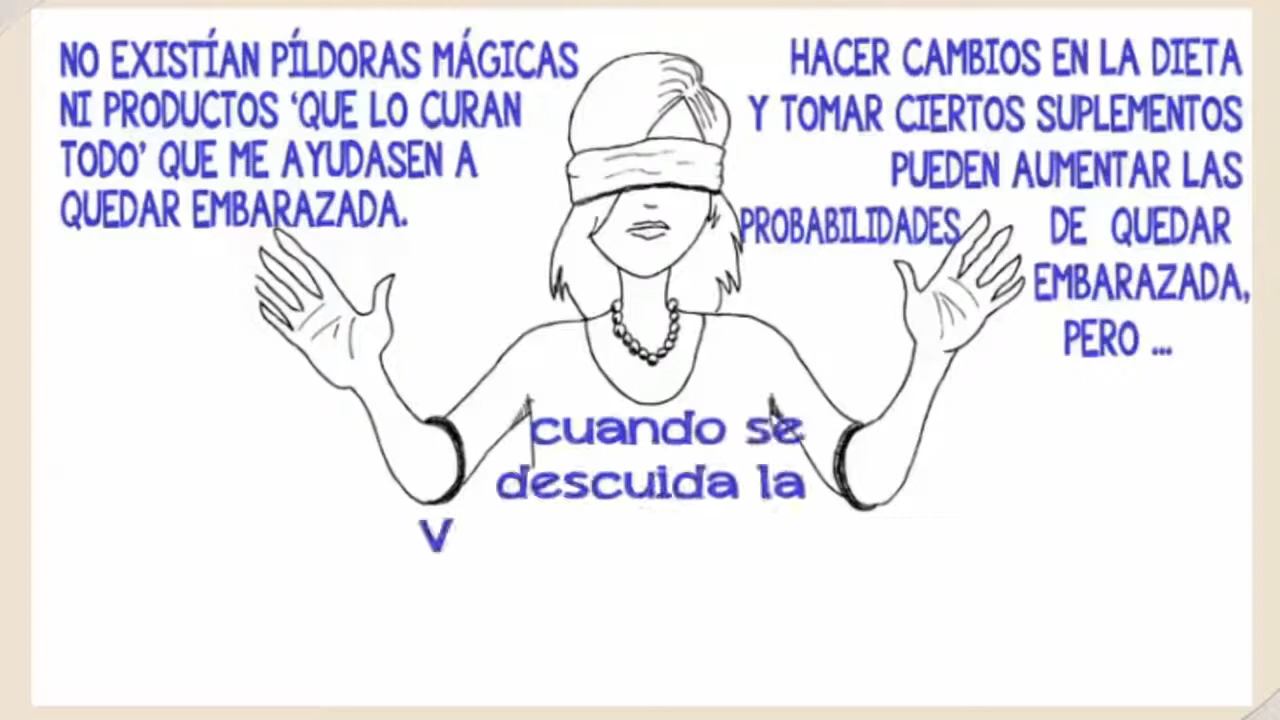 NO EXISTÍAN PÍLDORAS MÁGICAS
NI PRODUCTOS ‘QUE LO CURAN
TODO’ QUE ME AYUDASEN A
QUEDAR EMBARAZADA.
HACER CAMBIOS EN LA DIETA
Y TOMAR CIERTOS SUPLEMENTOS
PUEDEN AUMENTAR LAS
PROBABILIDADES DE QUEDAR
EMBARAZADA,
PERO ...
cuando se
descuida la
v